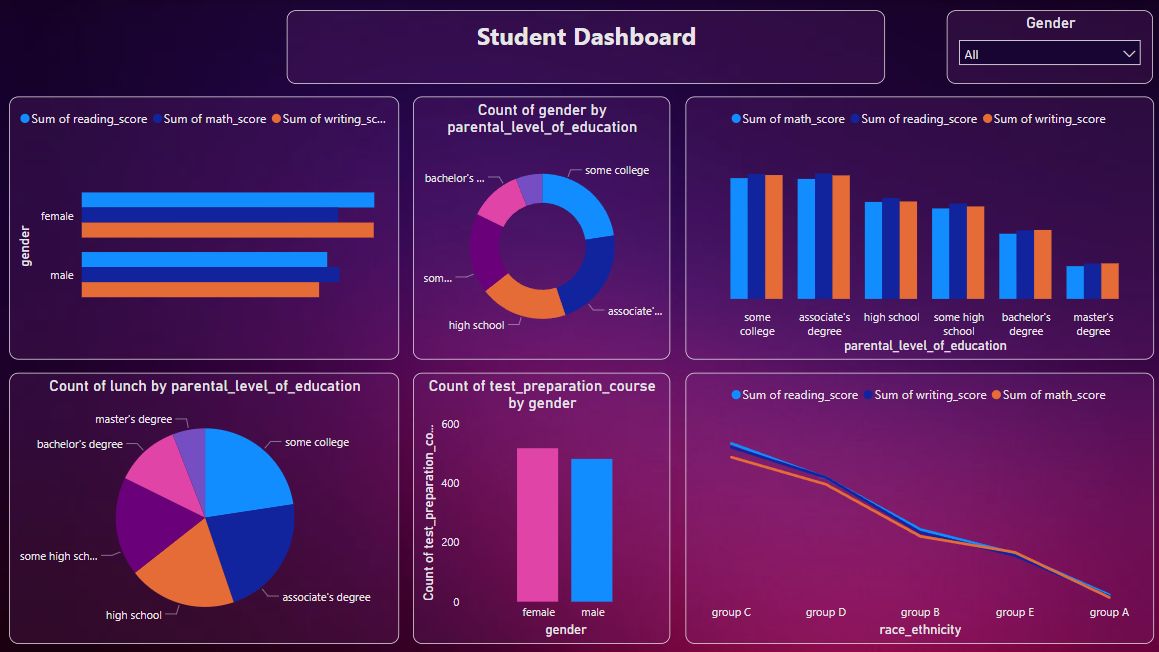 Student Dashboard
Gender
All
Sum of reading_score Sum of math_score Sum of writing_sc...
gender
female
male
Count of gender by
parental_level_of_education
some college
bachelor's ...
som...
associate'...
high school
Sum of math_score Sum of reading_score Sum of writing_score
some
college
associate's
degree
high school
some high
school
bachelor's
degree
master's
degree
parental_level_of_education
Count of lunch by parental_level_of_education
master's degree
bachelor's degree
some college
some high sch...
associate's degree
high school
Count of test_preparation_course
by gender
Count of test_preparation_co...
600
400
200
0
female male
gender
Sum of reading_score Sum of writing_score Sum of math_score
group C group D group B group E group A
race_ethnicity